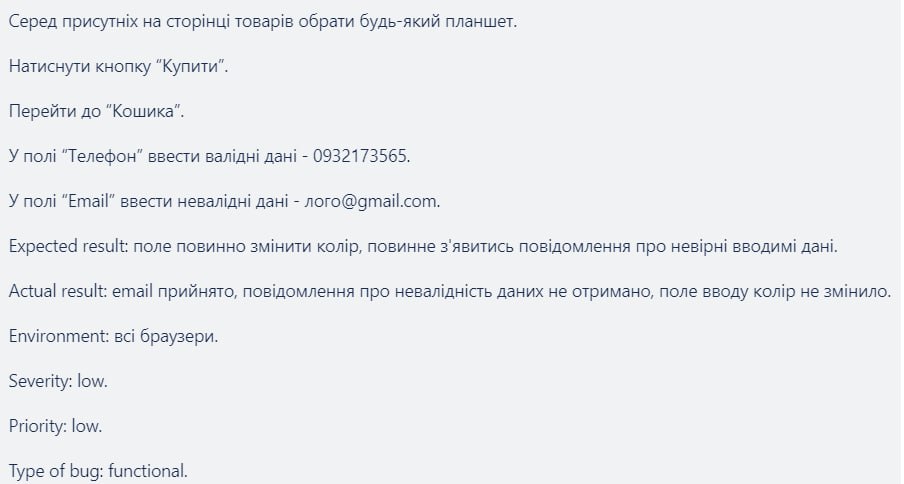 Серед присутніх на сторінці товарів обрати будь-який планшет.
Натиснути кнопку “Купити”.
Перейти до “Кошика”.
У полі “Телефон” ввести валідні дані - 0932173565.
У полі “Email” ввести невалідні дані - лого@gmail.com.
Expected result: поле повинно змінити колір, повинне з'явитись повідомлення про невірні вводимі дані.
Actual result: email прийнято, повідомлення про невалідність даних не отримано, поле вводу колір не змінило.
Environment: всі браузери.
Severity: low.
Priority: low.
Type of bug: functional.